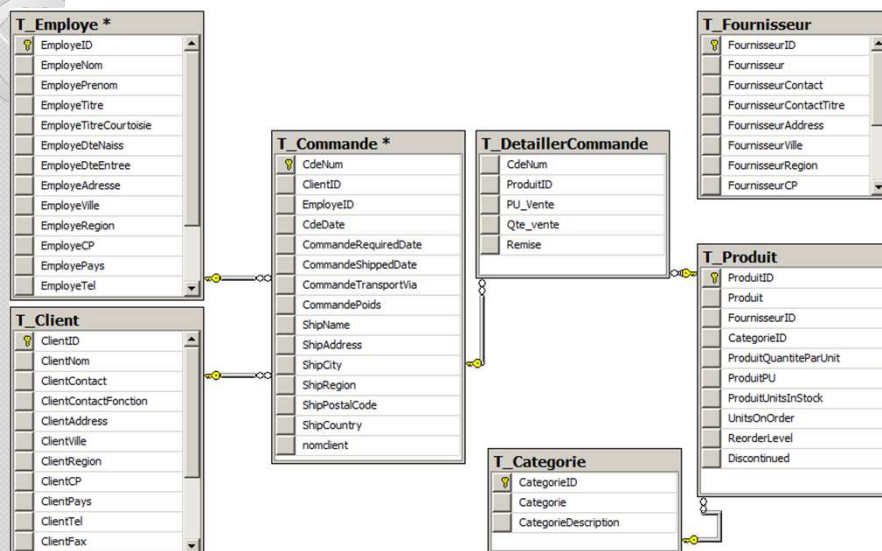 T_Employe *
EmployeID
EmployeNom
EmployePrenom
EmployeTitre
EmployeTitreCourtoisie
EmployeDteNaiss
EmployeDteEntree
EmployeAdresse
EmployeVille
EmployeRegion
EmployeCP
EmployePays
EmployeTel
T_Client
ClientID
ClientNom
ClientContact
ClientContactFonction
ClientAddress
ClientVille
ClientRegion
ClientCP
ClientPays
ClientTel
ClientFax
T_Commande *
CdeNum
ClientID
EmployeID
CdeDate
CommandeRequiredDate
CommandeShippedDate
CommandeTransportVia
CommandePoids
ShipName
ShipAddress
ShipCity
ShipRegion
ShipPostalCode
ShipCountry
nomclient
T_DetaillerCommande
CdeNum
ProduitID
PU_Vente
Qte_vente
Remise
T_Categorie
CategorieID
Categorie
CategorieDescription
T_Fournisseur
FournisseurID
Fournisseur
FournisseurContact
FournisseurContactTitre
FournisseurAddress
FournisseurVille
FournisseurRegion
FournisseurCP
T_Produit
ProduitID
Produit
FournisseurID
CategorieID
ProduitQuantiteParUnit
ProduitPU
ProduitUnitsInStock
UnitsOnOrder
ReorderLevel
Discontinued